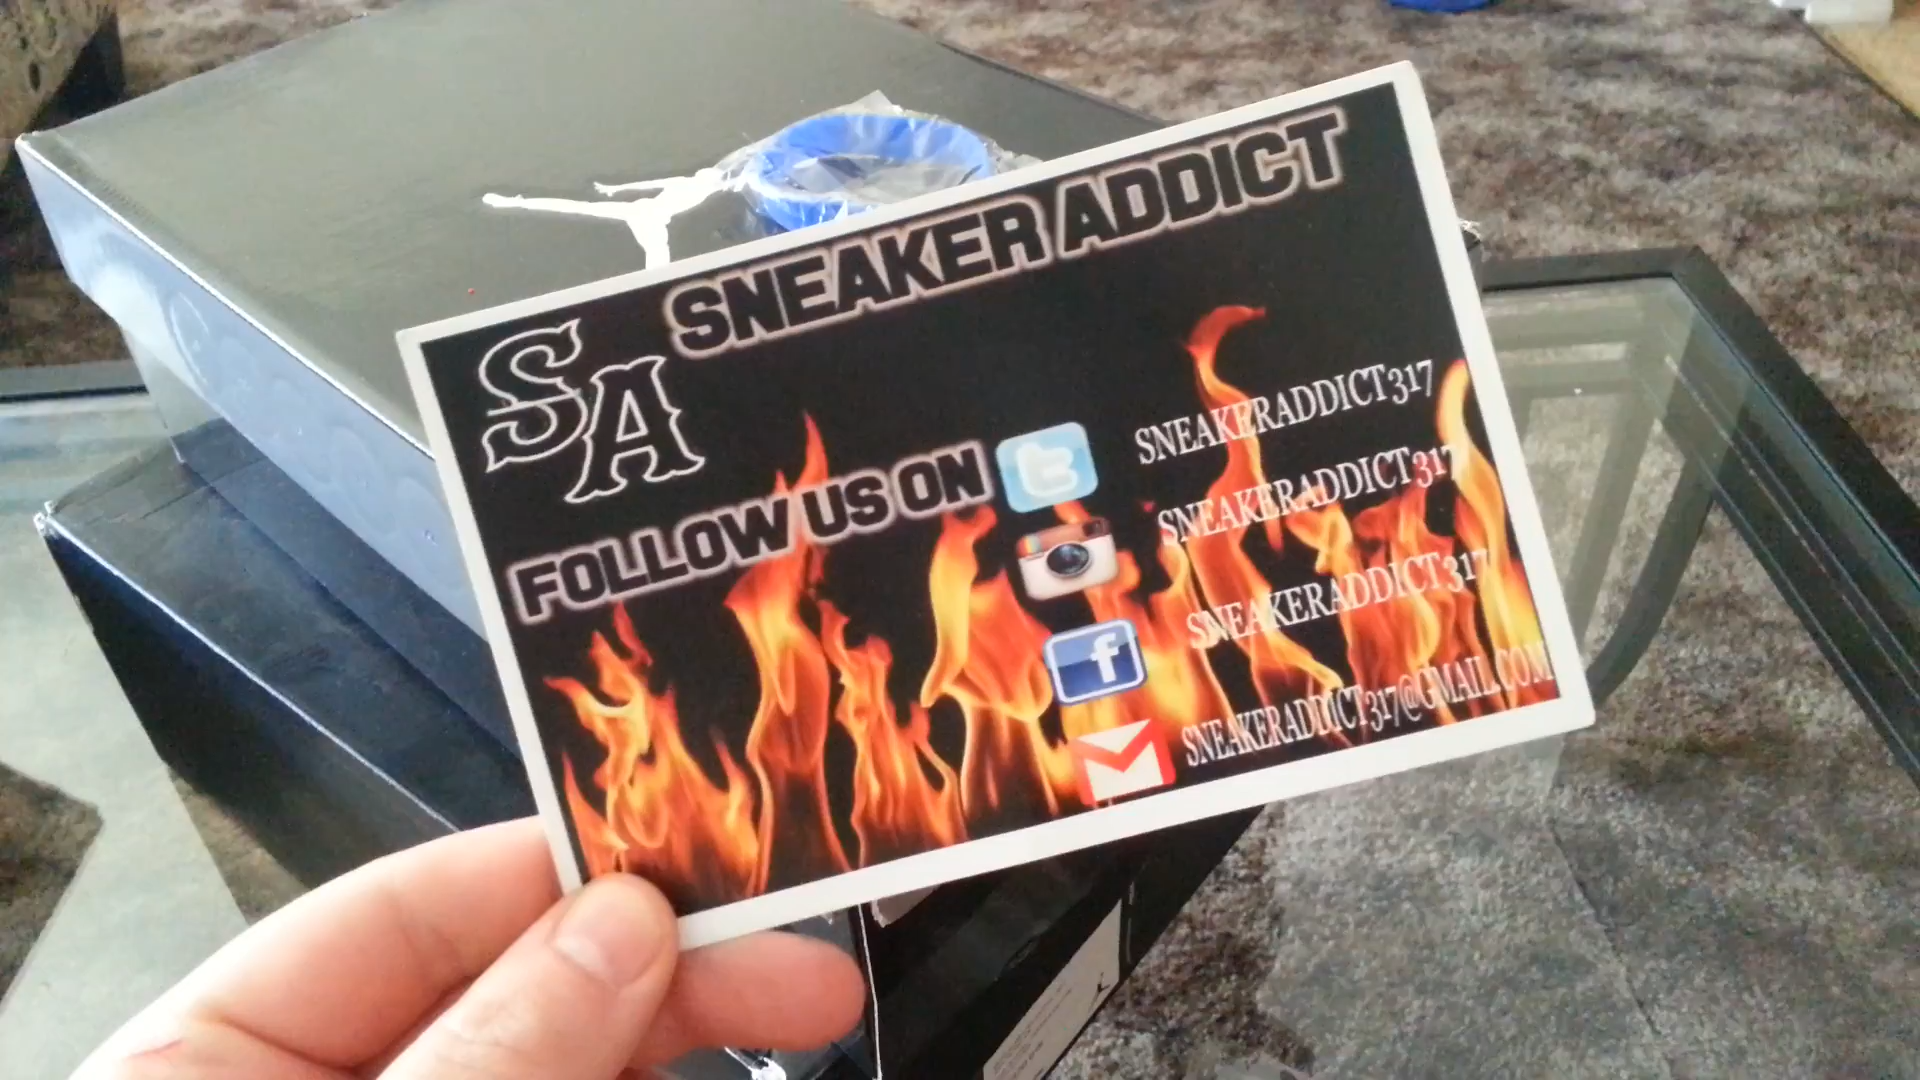 SNEAKER ADDICT
SA
FOLLOW US ON
SNEAKERADDICT317
SNEAKERADDICT317
SNEAKERADDICT317
SNEAKERADDICT317@GMAIL.COM